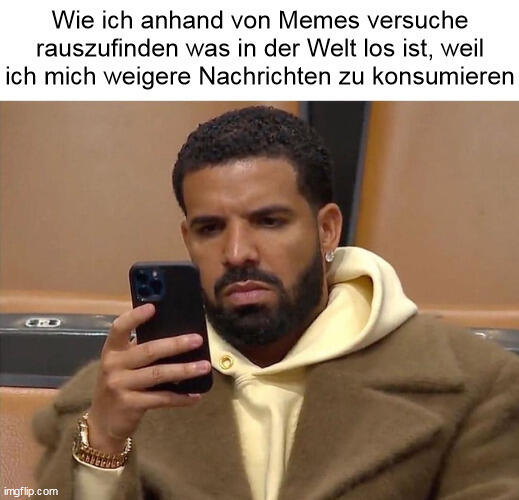 Wie ich anhand von Memes versuche
rauszufinden was in der Welt los ist, weil
ich mich weigere Nachrichten zu konsumieren
imgflip.com